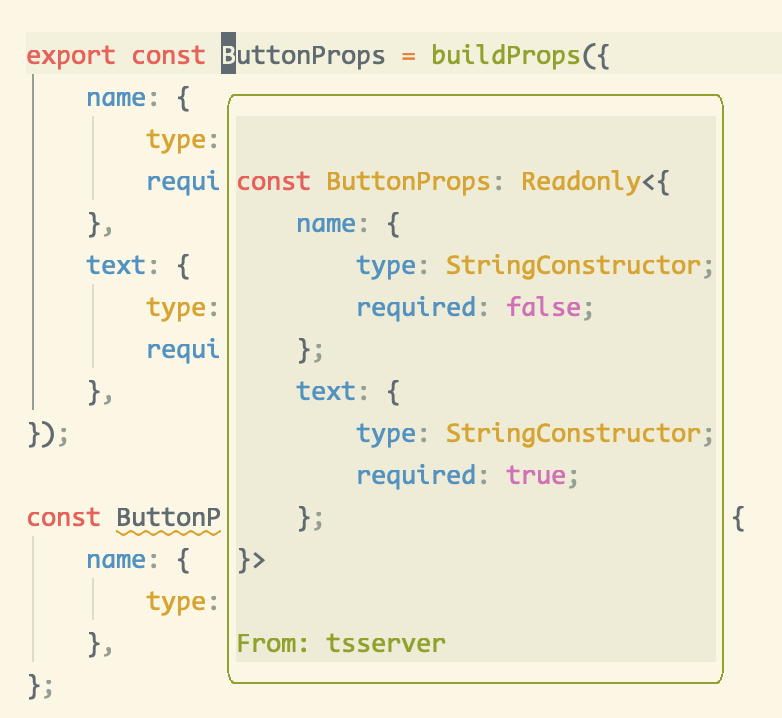 export const ButtonProps = buildProps({
name: {
type:
requi
},
text: {
type:
requi
},
});
const ButtonP
{
name: {
type:
},
};
const ButtonProps: Readonly<{
name: {
type: StringConstructor;
required: false;
};
text: {
type: StringConstructor;
required: true;
};
}>
From: tsserver